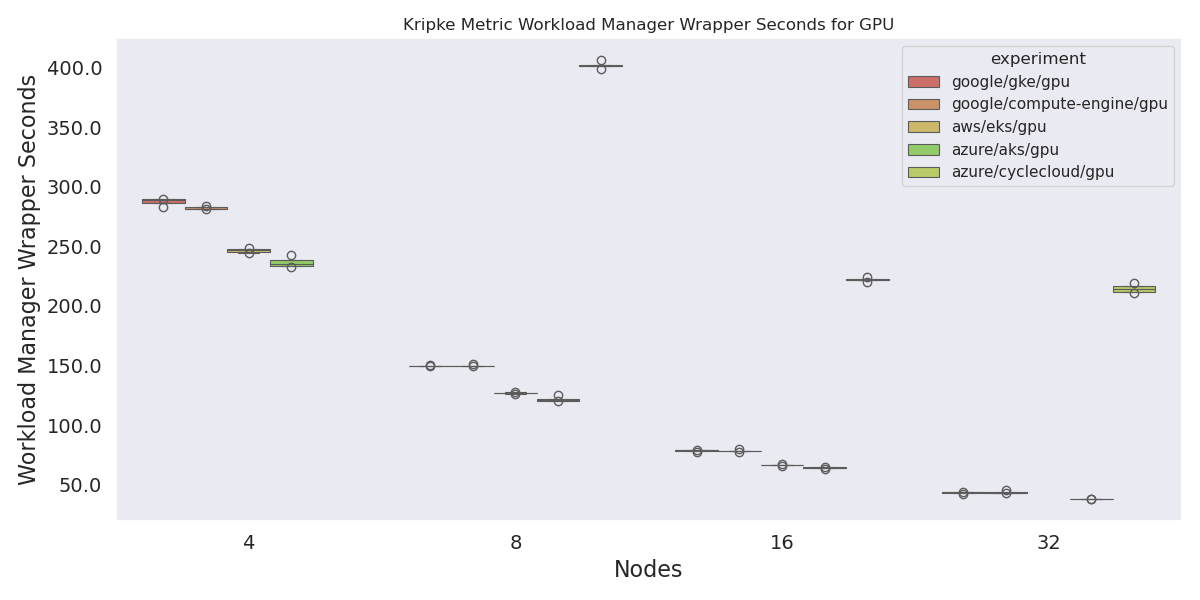 Kripke Metric Workload Manager Wrapper Seconds for GPU
Workload Manager Wrapper Seconds
400.0
350.0
300.0
250.0
200.0
150.0
100.0
50.0
experiment
google/gke/gpu
google/compute-engine/gpu
aws/eks/gpu
azure/aks/gpu
azure/cyclecloud/gpu
4
8
16
32
Nodes